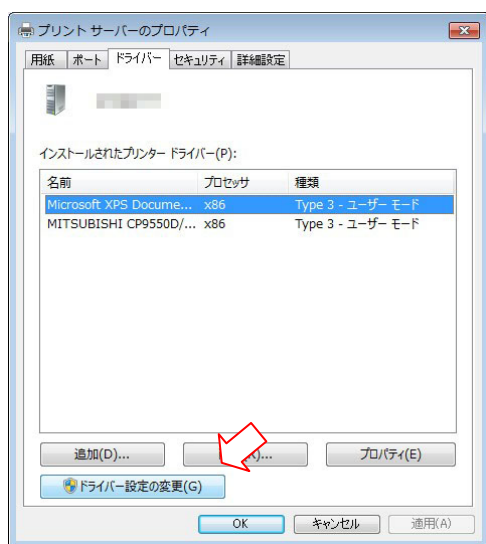 プリント サーバーのプロパティ
用紙 ポート ドライバー セキュリティ 詳細設定
インストールされたプリンター ドライバー(P):
名前 プロセッサ 種類
Microsoft XPS Docume... x86 Type 3 - ユーザー モード
MITSUBISHI CP9550D/... x86 Type 3 - ユーザー モード
追加(D)... プロパティ(E)
ドライバー設定の変更(G)
OK キャンセル 適用(A)